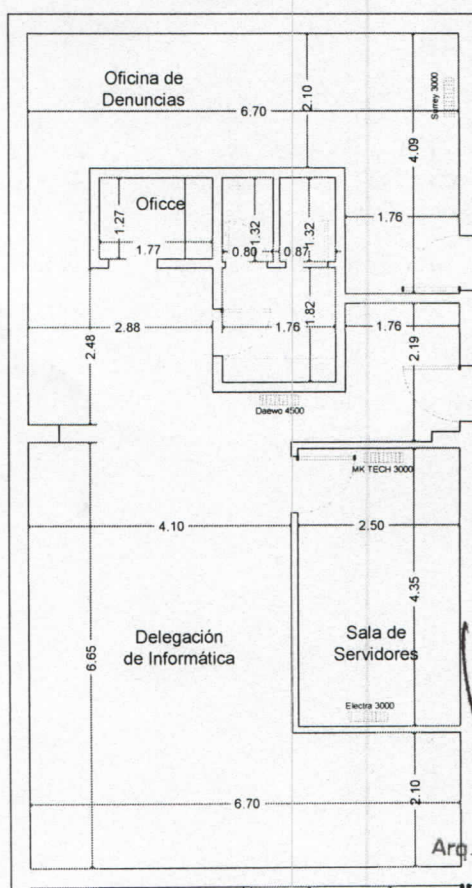 Oficina de
Denuncias
6.70
2.10
Surrey 3000
4.09
1.76
Oficce
1.27
1.77
1.32
0.80
0.87
1.32
1.82
1.76
2.88
2.48
1.76
2.19
Daewo 4500
MK TECH 3000
4.10
2.50
4.35
6.65
Delegación
de Informática
Sala de
Servidores
Electra 3000
6.70
2.10
Arq.